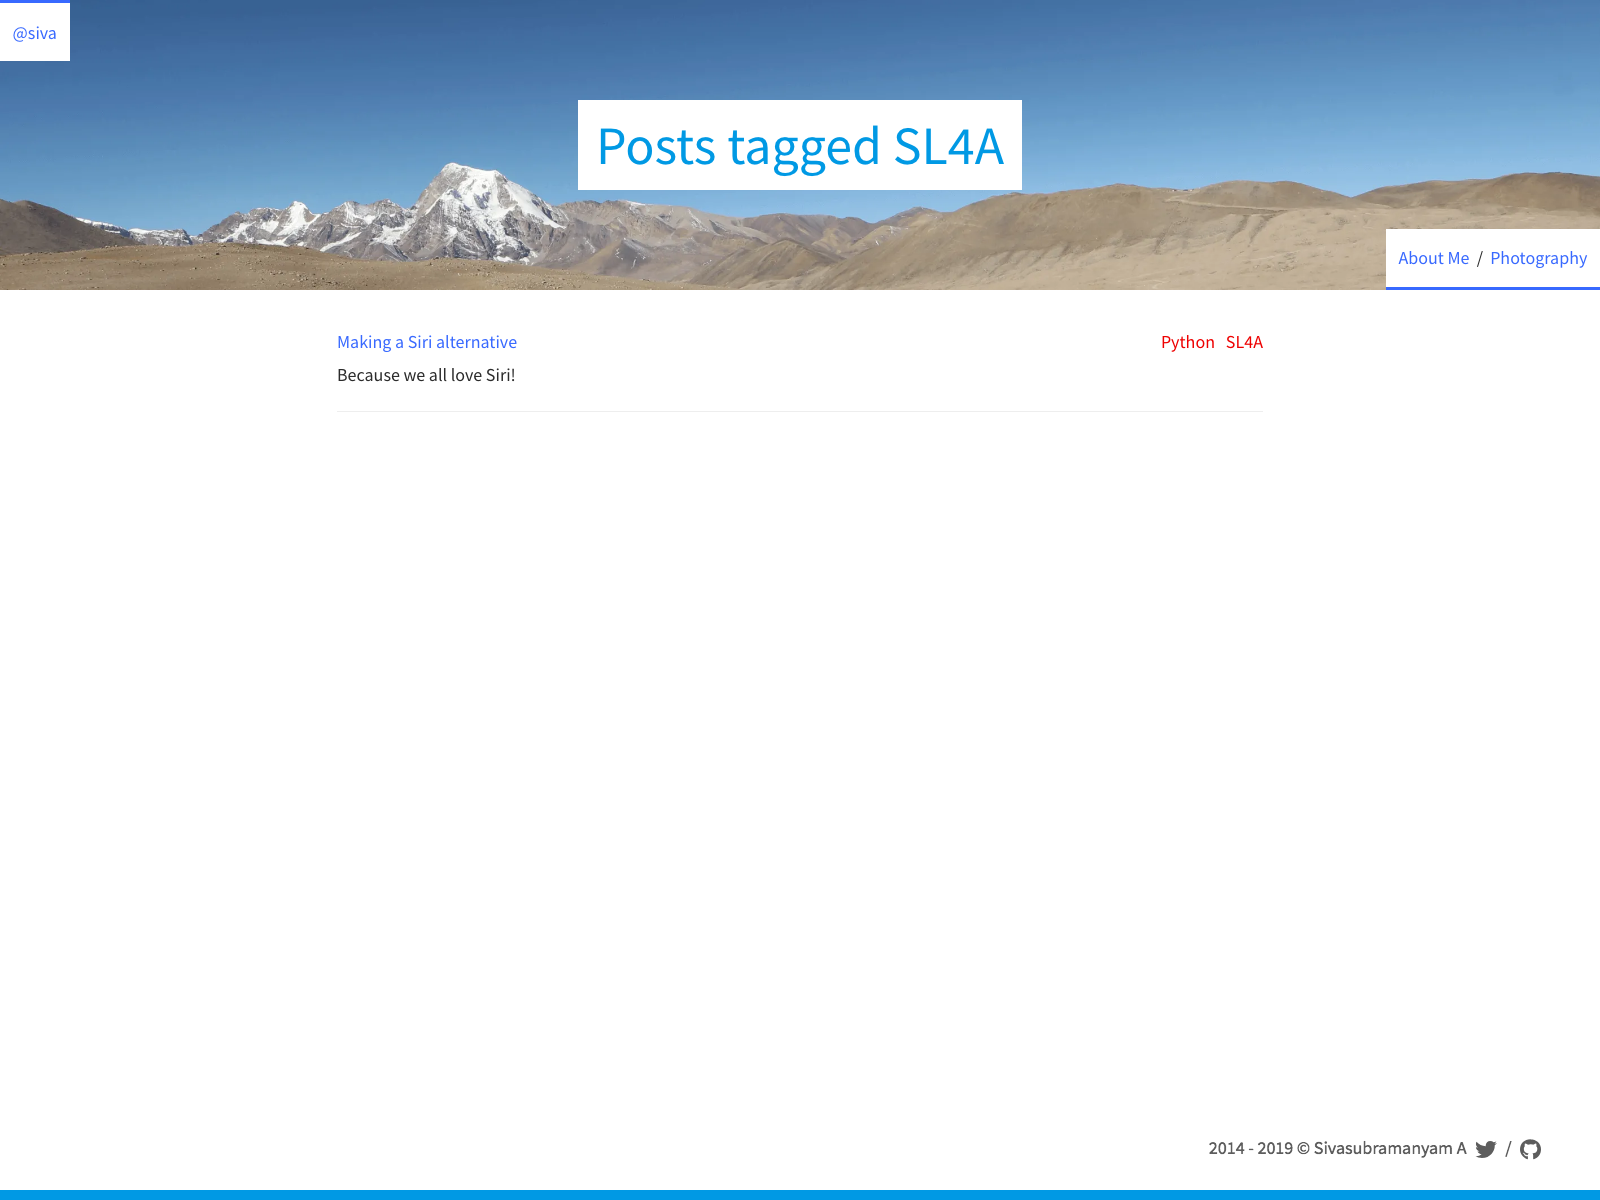 @siva
Posts tagged SL4A
About Me / Photography
Making a Siri alternative
Python SL4A
Because we all love Siri!
2014 - 2019 © Sivasubramanyam A /